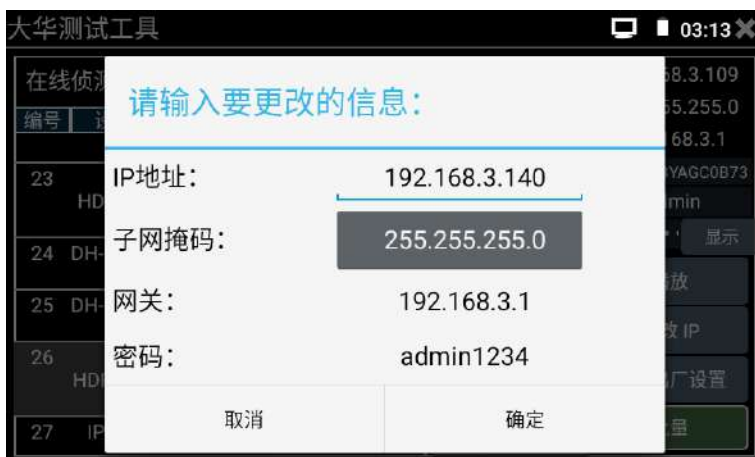 大华测试工具
03:13
在线侦测
58.3.109
编号
请输入要更改的信息：
55.255.0
68.3.1
23
HD
IP地址：
192.168.3.140
YAGC0B73
min
24 DH-
子网掩码：
255.255.255.0
显示
25 DH-
网关：
192.168.3.1
放
改 IP
26
HD
密码：
admin1234
厂设置
取消
确定
量
27 IP